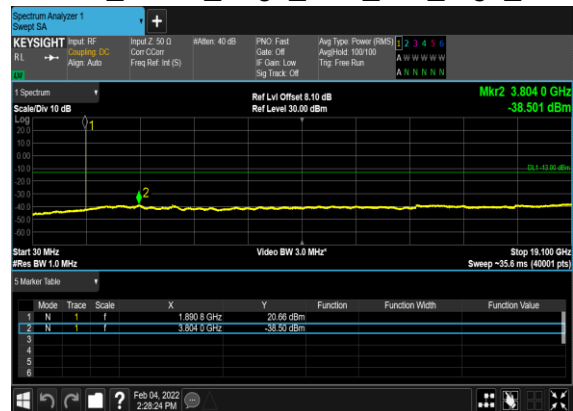 Spectrum Analyzer 1
Swept SA
KEYSIGHT Input: RF Input Z: 50 Ω #Atten: 40 dB PNO: Fast Avg Type: Power (RMS) 1 2 3 4 5 6
RL Coupling: DC Corr CCorr Gate: Off Avg|Hold: 100/100 A W W W W W
Align: Auto Freq Ref: Int (S) IF Gain: Low Trig: Free Run
LW Sig Track: Off A N N N N N
1 Spectrum Ref Lvl Offset 8.10 dB Mkr2 3.804 0 GHz
Scale/Div 10 dB Ref Level 30.00 dBm -38.501 dBm
Log 1
20.0
10.0
0.00
-10.0 DL1 -13.00 dBm
-20.0
-30.0 2
-40.0
-50.0
-60.0
Start 30 MHz Video BW 3.0 MHz* Stop 19.100 GHz
#Res BW 1.0 MHz Sweep ~35.6 ms (40001 pts)
5 Marker Table
Mode Trace Scale X Y Function Function Width Function Value
1 N 1 f 1.890 8 GHz 20.66 dBm
2 N 1 f 3.804 0 GHz -38.50 dBm
3
4
5
6
? Feb 04, 2022
2:28:24 PM